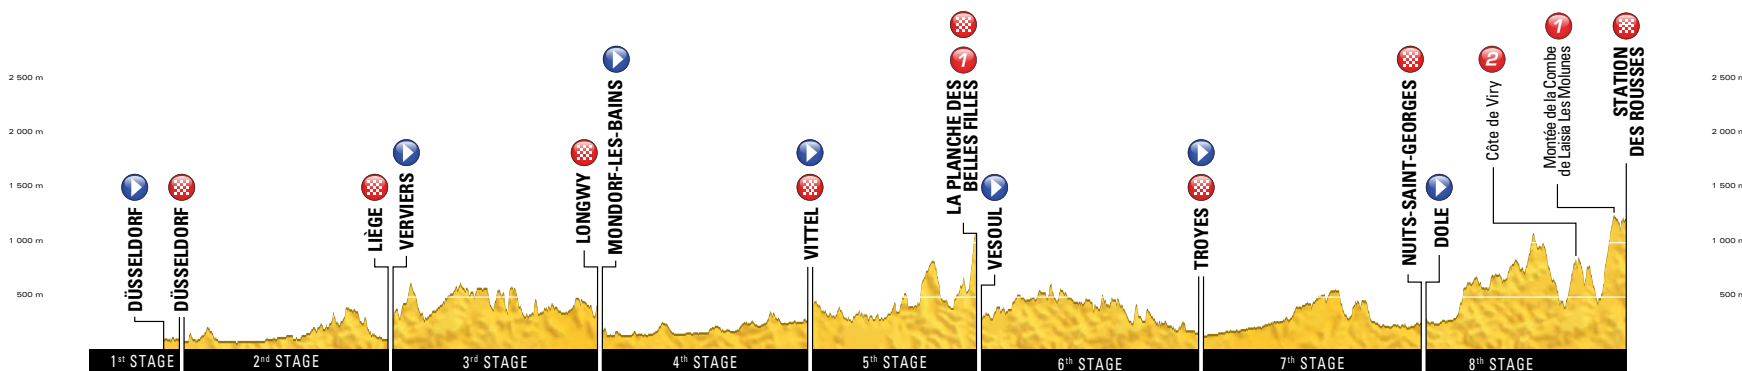 2 500 m
2 000 m
1 500 m
1 000 m
500 m
DÜSSELDORF
DÜSSELDORF
LIÈGE
VERVIERS
LONGWY
MONDORF-LES-BAINS
VITTEL
1
LA PLANCHE DES
BELLES FILLES
VESOUL
TROYES
NUITS-SAINT-GEORGES
DOLE
2
Côte de Viry
1
Montée de la Combe
de Laisia Les Molunes
STATION
DES ROUSSES
2 500 m
2 000 m
1 500 m
1 000 m
500 m
1st STAGE
2nd STAGE
3rd STAGE
4th STAGE
5th STAGE
6th STAGE
7th STAGE
8th STAGE